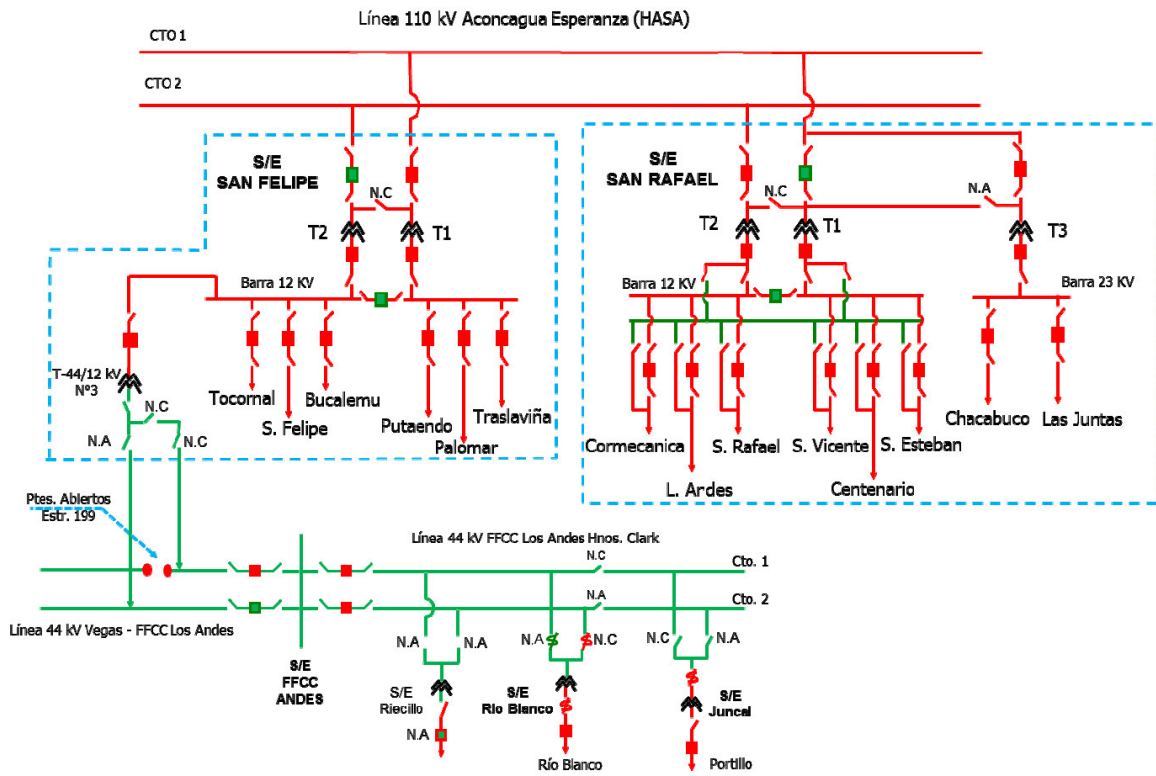 Línea 110 kV Aconcagua Esperanza (HASA)
CTO 1
CTO 2
S/E
SAN FELIPE
N.C
T2
T1
Barra 12 KV
T-44/12 kV
Nº3
N.C
N.A
N.C
Tocornal
S. Felipe
Bucalemu
Putaendo
Palomar
Traslaviña
S/E
SAN RAFAEL
N.C
N.A
T2
T1
T3
Barra 12 KV
Barra 23 KV
Cormecanica
L. Ardes
S. Rafael
S. Vicente
Centenario
S. Esteban
Chacabuco
Las Juntas
Ptes. Abiertos
Estr. 199
Línea 44 kV FFCC Los Andes Hnos. Clark
N.C
Cto. 1
N.A
Cto. 2
Línea 44 kV Vegas - FFCC Los Andes
S/E
FFCC
ANDES
N.A
N.A
N.A
N.C
N.C
N.A
S/E
Riecillo
N.A
S/E
Rio Blanco
Río Blanco
S/E
Juncal
Portillo